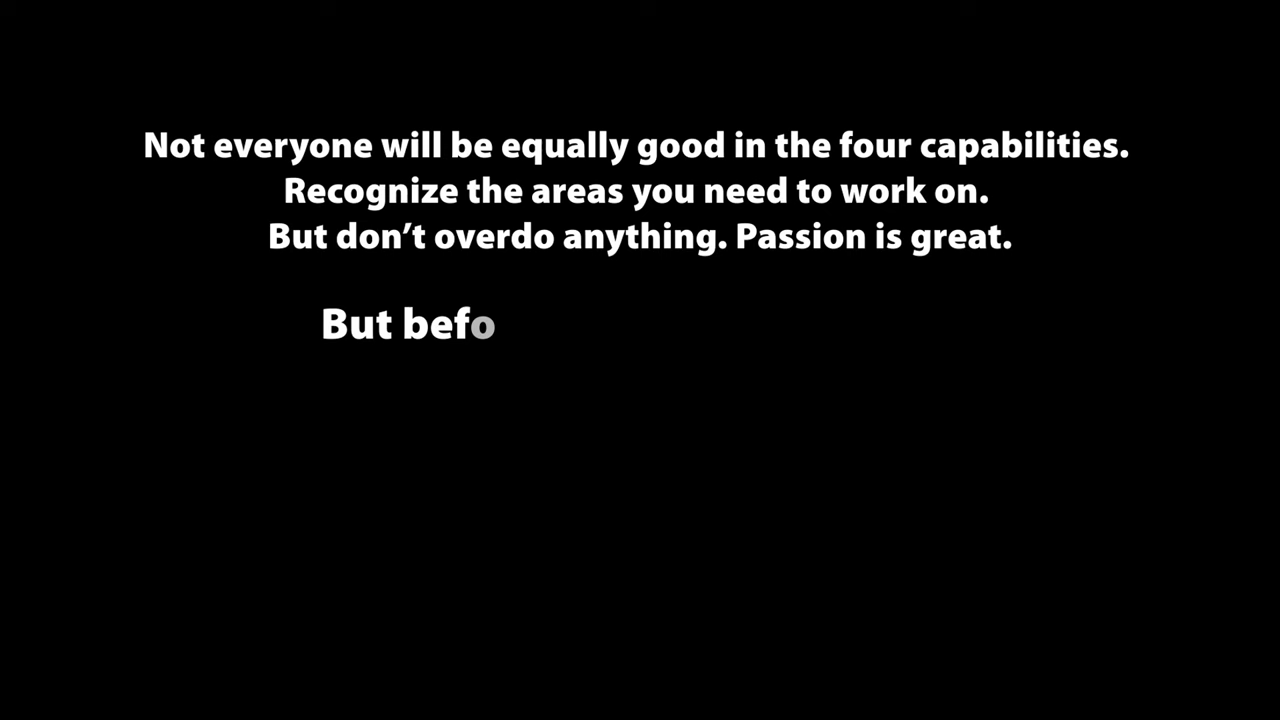 Not everyone will be equally good in the four capabilities.
Recognize the areas you need to work on.
But don’t overdo anything. Passion is great.
But befo